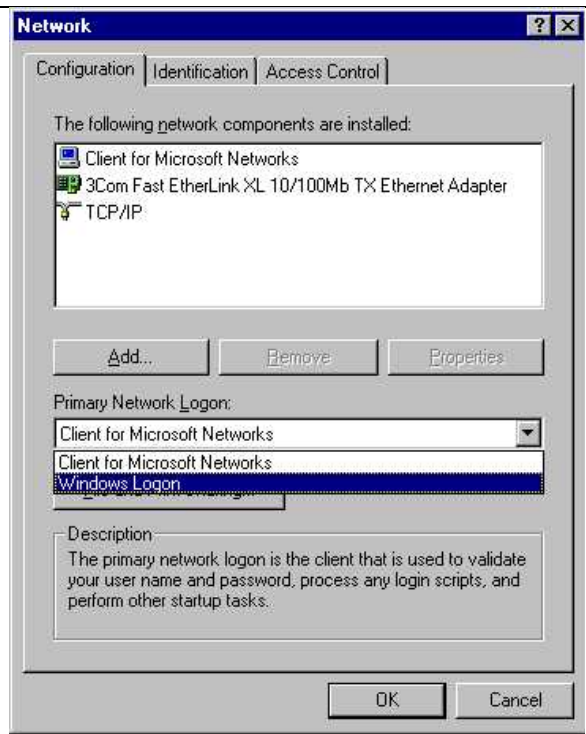 Network
Configuration Identification Access Control
The following network components are installed:
Client for Microsoft Networks
3Com Fast EtherLink XL 10/100Mb TX Ethernet Adapter
TCP/IP
Add... Remove Properties
Primary Network Logon:
Client for Microsoft Networks
Client for Microsoft Networks
Windows Logon
Description
The primary network logon is the client that is used to validate
your user name and password, process any login scripts, and
perform other startup tasks.
OK Cancel